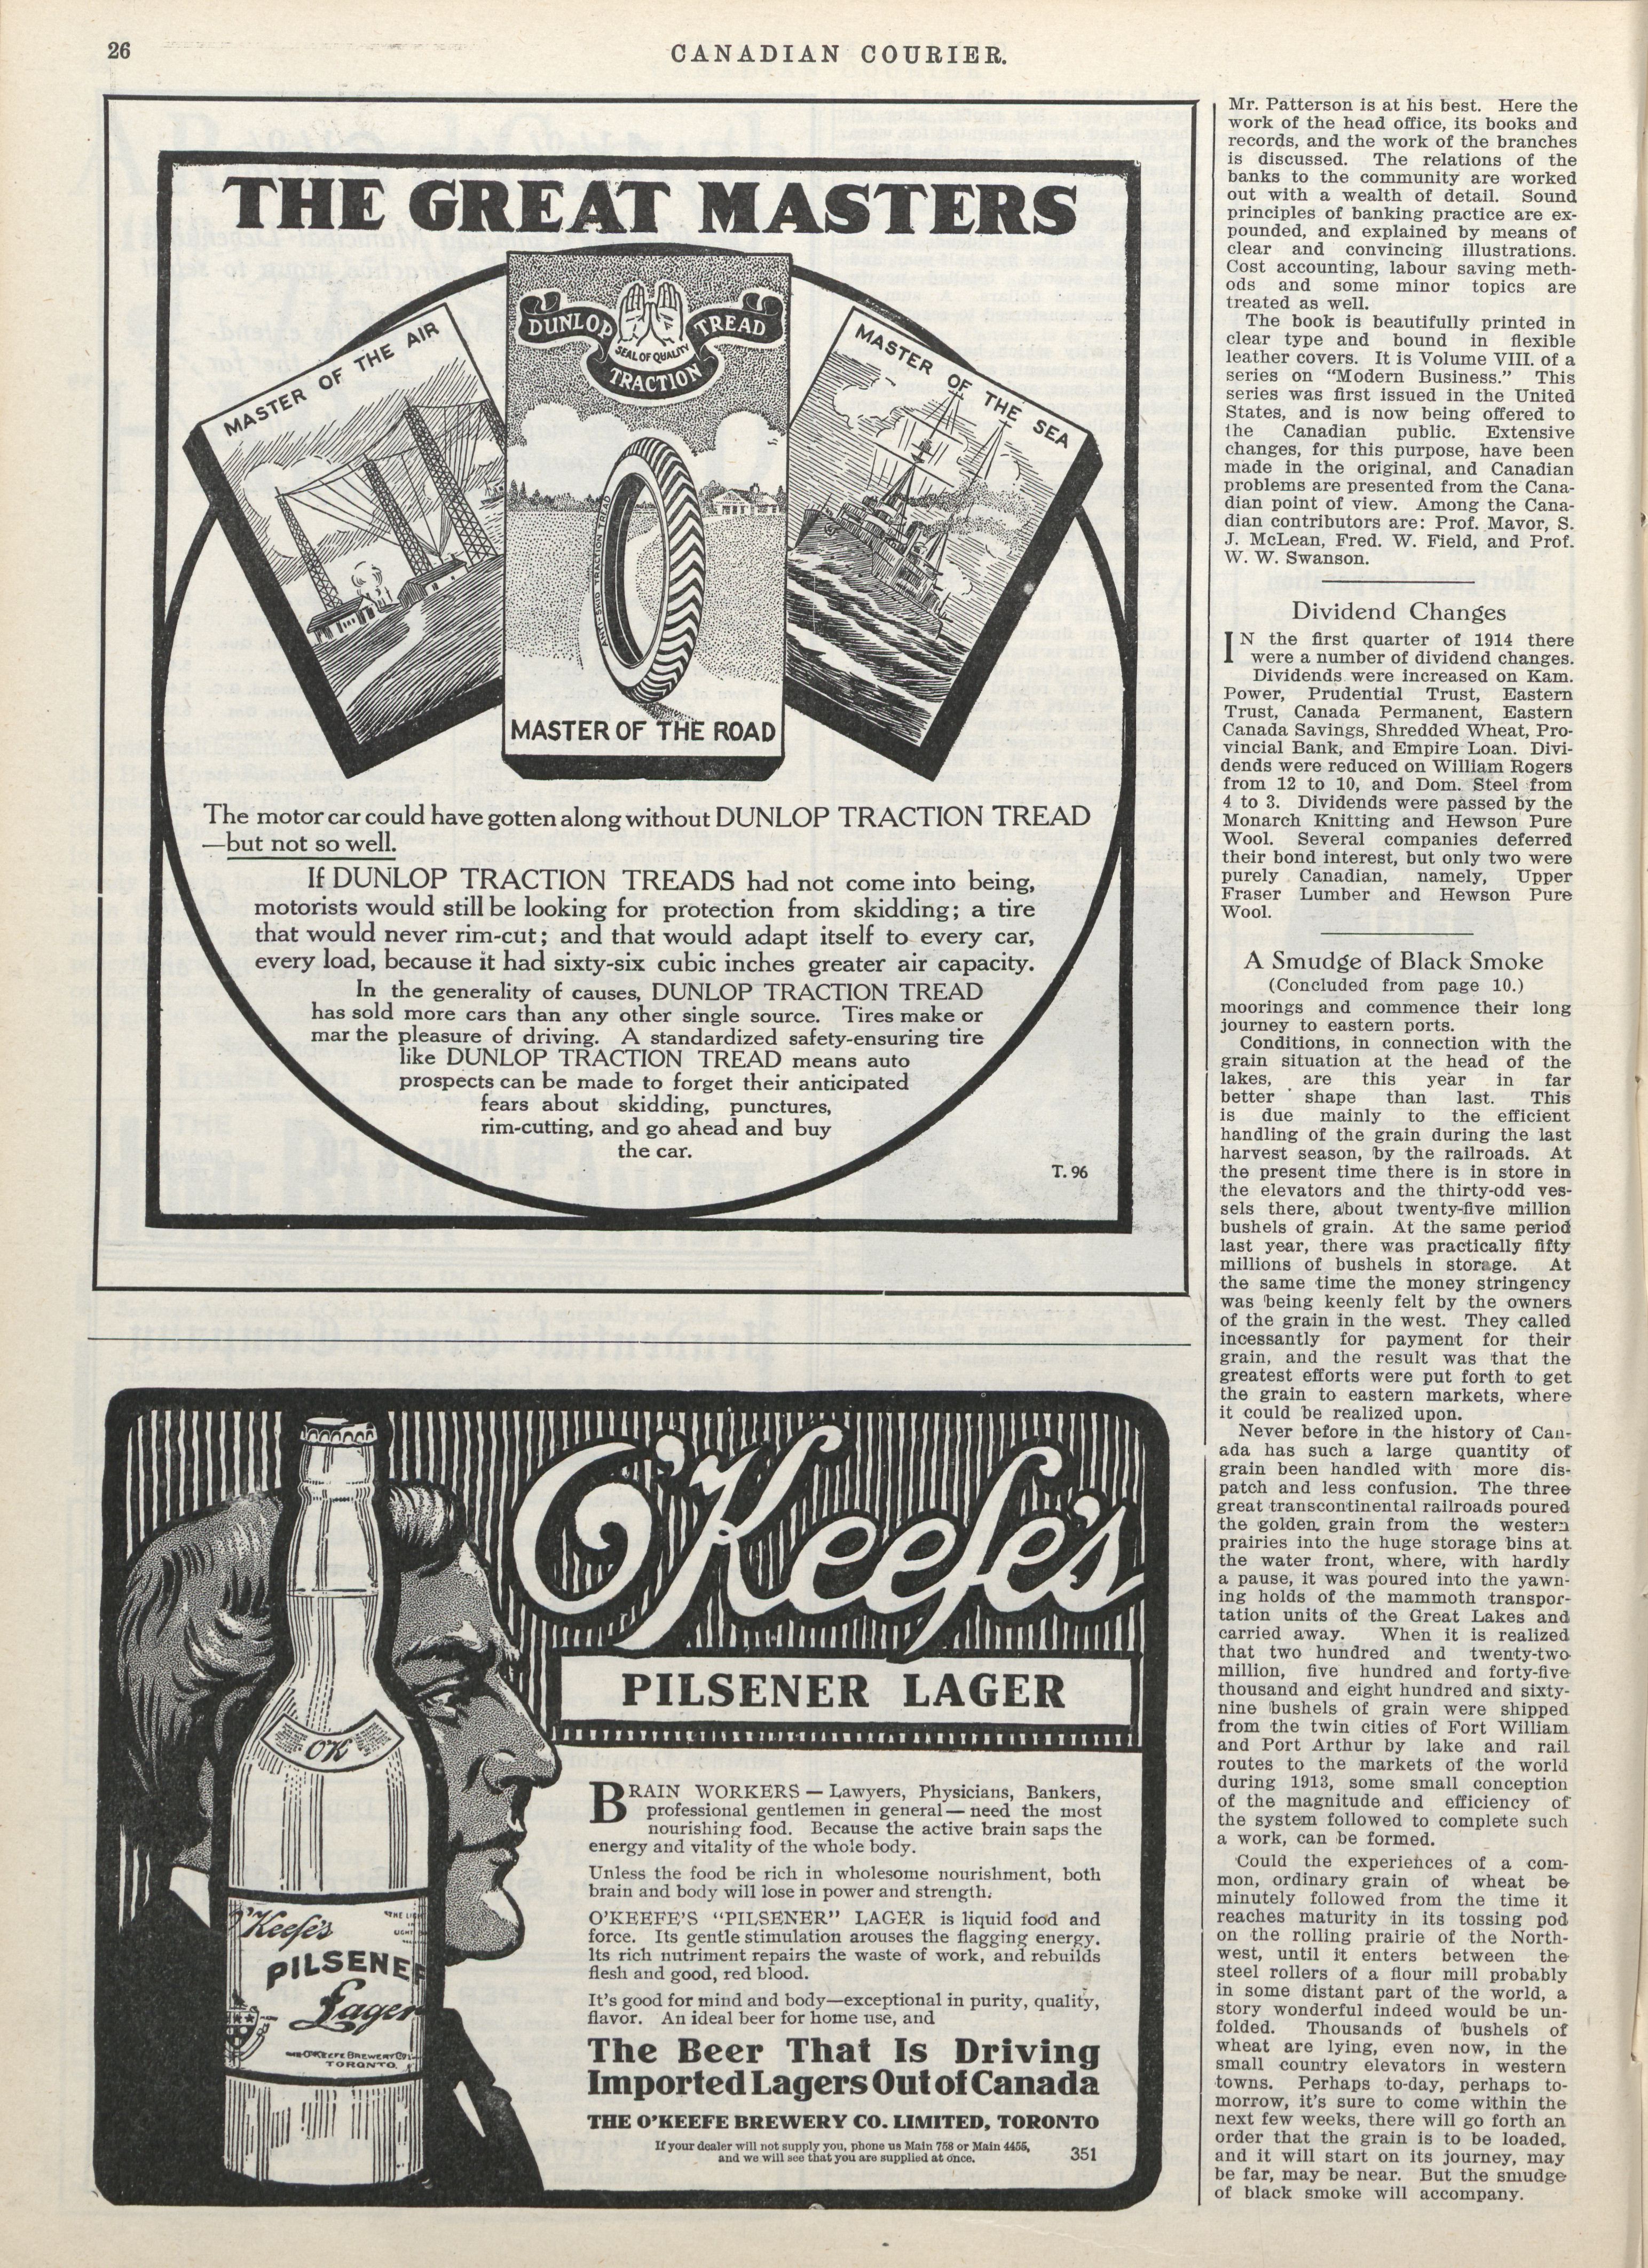 26
CANADIAN COURIER.
THE GREAT MASTERS
MASTER OF THE AIR
DUNLOP TREAD
SEAL OF QUALITY
TRACTION
ANTI-SKID TRACTION TREAD
MASTER OF THE ROAD
MASTER OF THE SEA
The motor car could have gotten along without DUNLOP TRACTION TREAD
—but not so well.
If DUNLOP TRACTION TREADS had not come into being,
motorists would still be looking for protection from skidding; a tire
that would never rim-cut; and that would adapt itself to every car,
every load, because it had sixty-six cubic inches greater air capacity.
In the generality of causes, DUNLOP TRACTION TREAD
has sold more cars than any other single source. Tires make or
mar the pleasure of driving. A standardized safety-ensuring tire
like DUNLOP TRACTION TREAD means auto
prospects can be made to forget their anticipated
fears about skidding, punctures,
rim-cutting, and go ahead and buy
the car.
T. 96
O'Keefe's
PILSENER LAGER
OK
O'Keefe's
PILSENER
Lager
THE O'KEEFE BREWERY CO.
TORONTO.
BRAIN WORKERS — Lawyers, Physicians, Bankers,
professional gentlemen in general — need the most
nourishing food. Because the active brain saps the
energy and vitality of the whole body.
Unless the food be rich in wholesome nourishment, both
brain and body will lose in power and strength.
O'KEEFE'S "PILSENER" LAGER is liquid food and
force. Its gentle stimulation arouses the flagging energy.
Its rich nutriment repairs the waste of work, and rebuilds
flesh and good, red blood.
It's good for mind and body—exceptional in purity, quality,
flavor. An ideal beer for home use, and
The Beer That Is Driving
Imported Lagers Out of Canada
THE O'KEEFE BREWERY CO. LIMITED, TORONTO
If your dealer will not supply you, phone us Main 758 or Main 4455,
and we will see that you are supplied at once.
351
Mr. Patterson is at his best. Here the
work of the head office, its books and
records, and the work of the branches
is discussed. The relations of the
banks to the community are worked
out with a wealth of detail. Sound
principles of banking practice are ex-
pounded, and explained by means of
clear and convincing illustrations.
Cost accounting, labour saving meth-
ods and some minor topics are
treated as well.
The book is beautifully printed in
clear type and bound in flexible
leather covers. It is Volume VIII. of a
series on "Modern Business." This
series was first issued in the United
States, and is now being offered to
the Canadian public. Extensive
changes, for this purpose, have been
made in the original, and Canadian
problems are presented from the Cana-
dian point of view. Among the Cana-
dian contributors are: Prof. Mavor, S.
J. McLean, Fred. W. Field, and Prof.
W. W. Swanson.
Dividend Changes
IN the first quarter of 1914 there
were a number of dividend changes.
Dividends were increased on Kam.
Power, Prudential Trust, Eastern
Trust, Canada Permanent, Eastern
Canada Savings, Shredded Wheat, Pro-
vincial Bank, and Empire Loan. Divi-
dends were reduced on William Rogers
from 12 to 10, and Dom. Steel from
4 to 3. Dividends were passed by the
Monarch Knitting and Hewson Pure
Wool. Several companies deferred
their bond interest, but only two were
purely Canadian, namely, Upper
Fraser Lumber and Hewson Pure
Wool.
A Smudge of Black Smoke
(Concluded from page 10.)
moorings and commence their long
journey to eastern ports.
Conditions, in connection with the
grain situation at the head of the
lakes, are this year in far
better shape than last. This
is due mainly to the efficient
handling of the grain during the last
harvest season, by the railroads. At
the present time there is in store in
the elevators and the thirty-odd ves-
sels there, about twenty-five million
bushels of grain. At the same period
last year, there was practically fifty
millions of bushels in storage. At
the same time the money stringency
was being keenly felt by the owners
of the grain in the west. They called
incessantly for payment for their
grain, and the result was that the
greatest efforts were put forth to get
the grain to eastern markets, where
it could be realized upon.
Never before in the history of Can-
ada has such a large quantity of
grain been handled with more dis-
patch and less confusion. The three
great transcontinental railroads poured
the golden grain from the western
prairies into the huge storage bins at
the water front, where, with hardly
a pause, it was poured into the yawn-
ing holds of the mammoth transpor-
tation units of the Great Lakes and
carried away. When it is realized
that two hundred and twenty-two
million, five hundred and forty-five
thousand and eight hundred and sixty-
nine bushels of grain were shipped
from the twin cities of Fort William
and Port Arthur by lake and rail
routes to the markets of the world
during 1913, some small conception
of the magnitude and efficiency of
the system followed to complete such
a work, can be formed.
Could the experiences of a com-
mon, ordinary grain of wheat be
minutely followed from the time it
reaches maturity in its tossing pod
on the rolling prairie of the North-
west, until it enters between the
steel rollers of a flour mill probably
in some distant part of the world, a
story wonderful indeed would be un-
folded. Thousands of bushels of
wheat are lying, even now, in the
small country elevators in western
towns. Perhaps to-day, perhaps to-
morrow, it's sure to come within the
next few weeks, there will go forth an
order that the grain is to be loaded,
and it will start on its journey, may
be far, may be near. But the smudge
of black smoke will accompany.